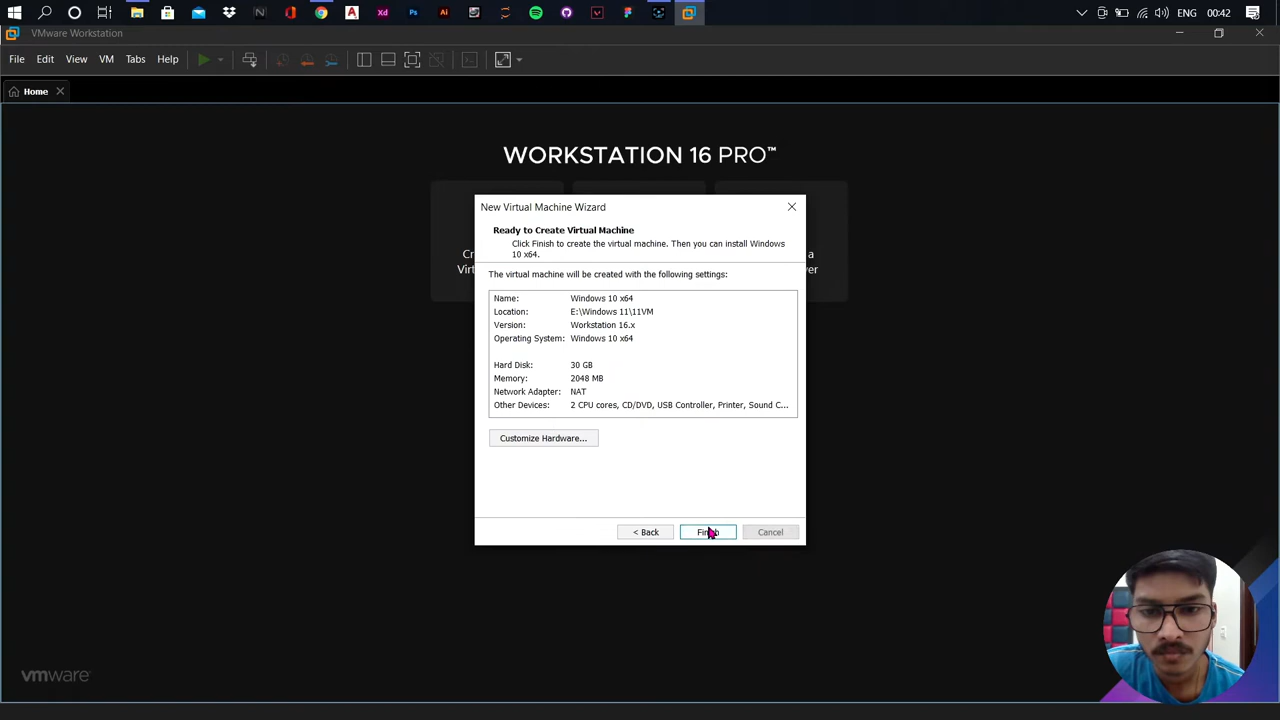 ENG
00:42
VMware Workstation
File Edit View VM Tabs Help
Home
WORKSTATION 16 PRO™
New Virtual Machine Wizard
Ready to Create Virtual Machine
Click Finish to create the virtual machine. Then you can install Windows
10 x64.
The virtual machine will be created with the following settings:
Name: Windows 10 x64
Location: E:\Windows 11\11VM
Version: Workstation 16.x
Operating System: Windows 10 x64
Hard Disk: 30 GB
Memory: 2048 MB
Network Adapter: NAT
Other Devices: 2 CPU cores, CD/DVD, USB Controller, Printer, Sound C...
Customize Hardware...
< Back
Finish
Cancel
vmware